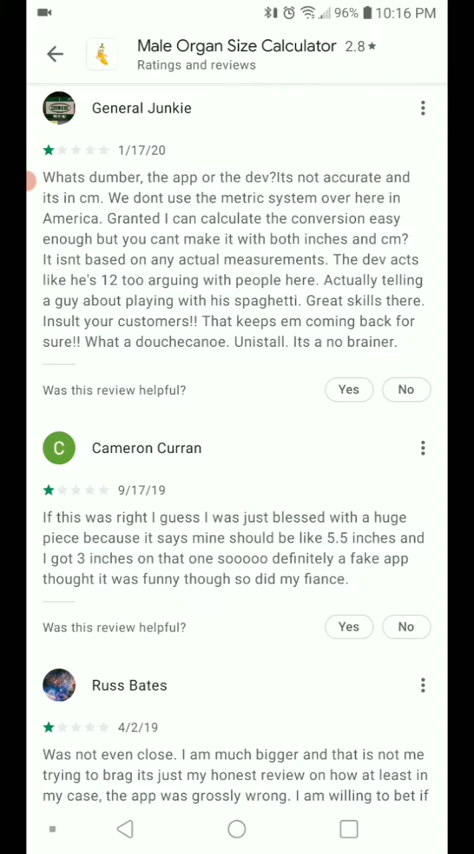 96% 10:16 PM
Male Organ Size Calculator 2.8★
Ratings and reviews
General Junkie
1/17/20
Whats dumber, the app or the dev?Its not accurate and
its in cm. We dont use the metric system over here in
America. Granted I can calculate the conversion easy
enough but you cant make it with both inches and cm?
It isnt based on any actual measurements. The dev acts
like he's 12 too arguing with people here. Actually telling
a guy about playing with his spaghetti. Great skills there.
Insult your customers!! That keeps em coming back for
sure!! What a douchecanoe. Unistall. Its a no brainer.
Was this review helpful? Yes No
C Cameron Curran
9/17/19
If this was right I guess I was just blessed with a huge
piece because it says mine should be like 5.5 inches and
I got 3 inches on that one sooooo definitely a fake app
thought it was funny though so did my fiance.
Was this review helpful? Yes No
Russ Bates
4/2/19
Was not even close. I am much bigger and that is not me
trying to brag its just my honest review on how at least in
my case, the app was grossly wrong. I am willing to bet if